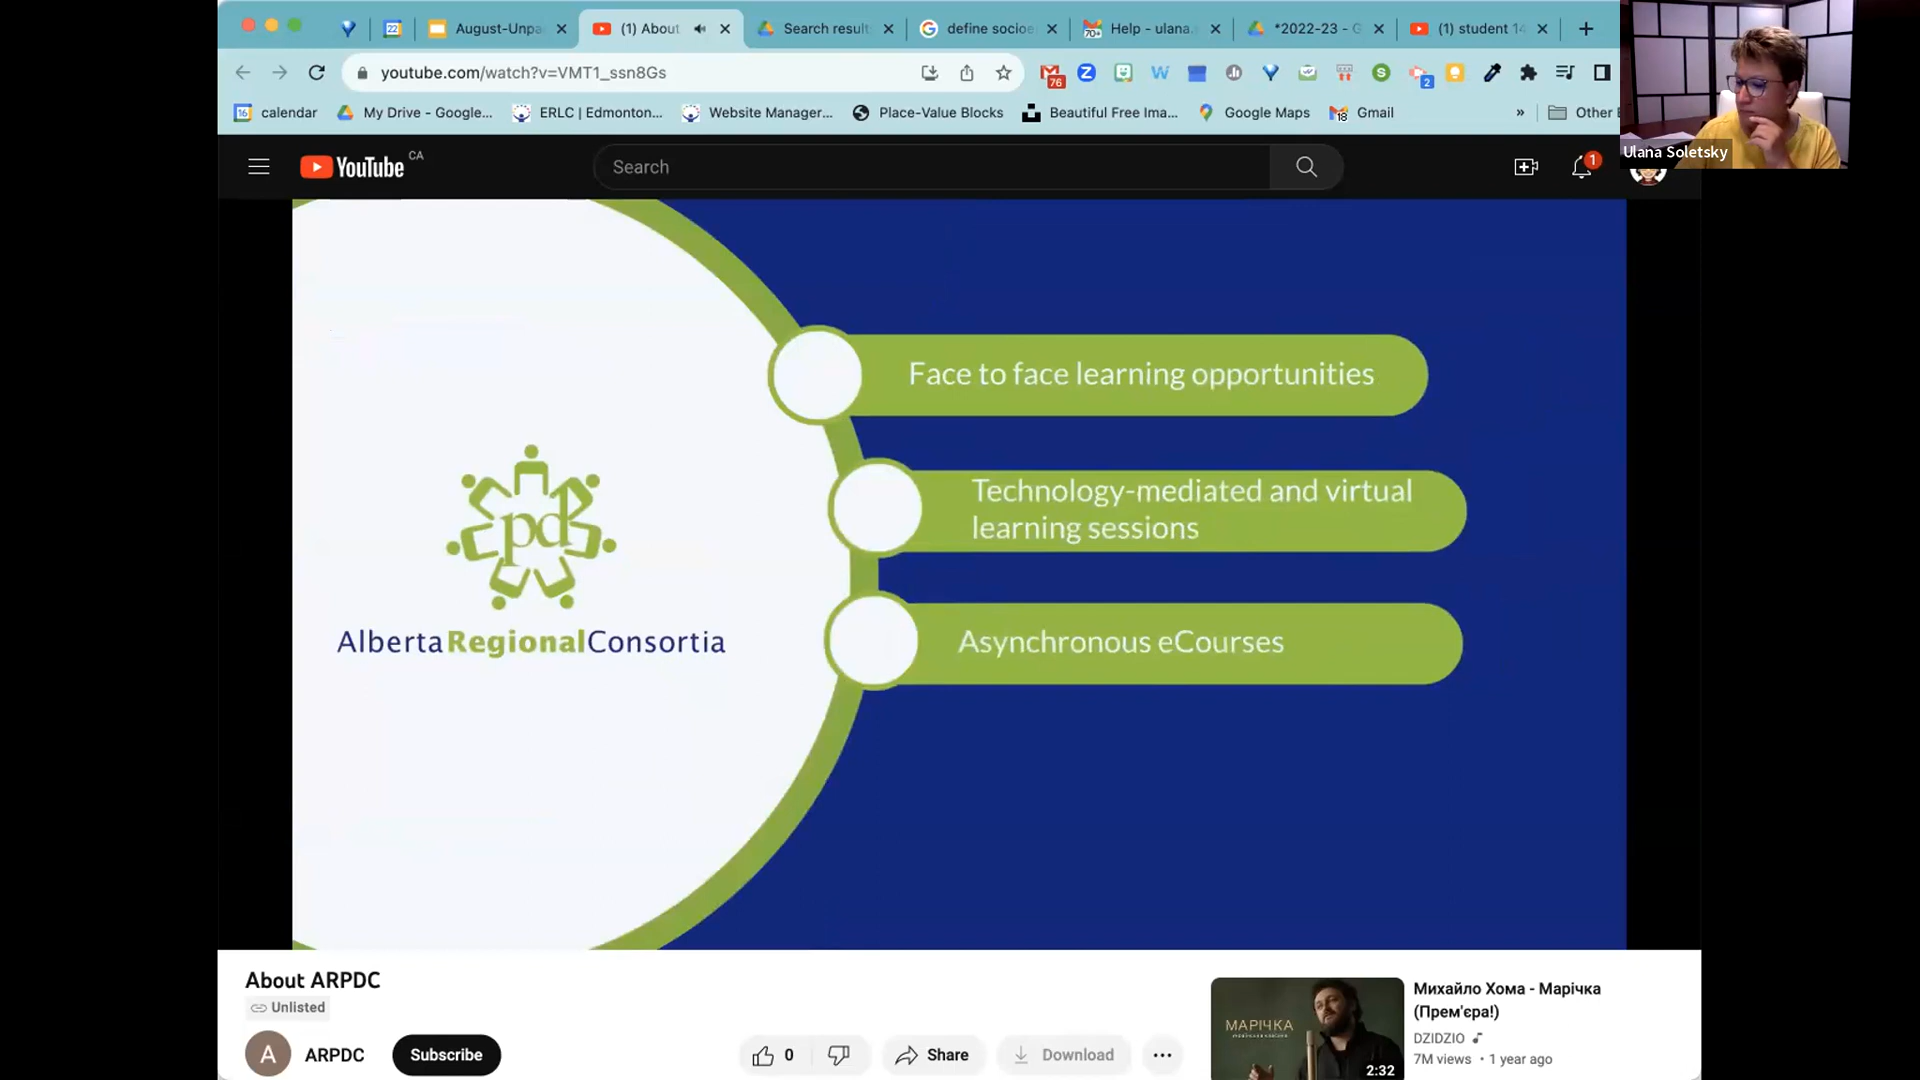 August-Unpa
(1) About
Search result
define socioe
Help - ulana.
*2022-23 - G
(1) student 14
youtube.com/watch?v=VMT1_ssn8Gs
76
2
calendar
My Drive - Google...
ERLC | Edmonton...
Website Manager...
Place-Value Blocks
Beautiful Free Ima...
Google Maps
Gmail
»
Other
Ulana Soletsky
YouTube CA
Search
1
Face to face learning opportunities
Technology-mediated and virtual
learning sessions
Asynchronous eCourses
pd
AlbertaRegionalConsortia
About ARPDC
Unlisted
A
ARPDC
Subscribe
0
Share
Download
МАРІЧКА
2:32
Михайло Хома - Марічка
(Прем'єра!)
DZIDZIO
7M views • 1 year ago